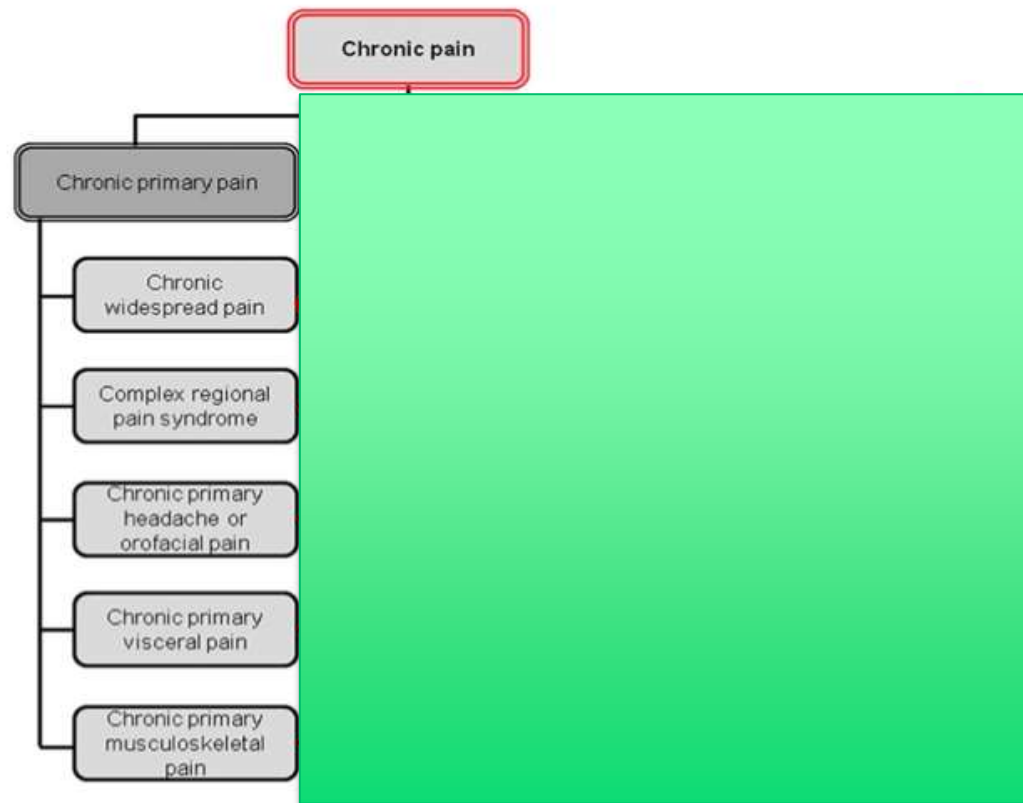 Chronic pain
Chronic primary pain
Chronic
widespread pain
Complex regional
pain syndrome
Chronic primary
headache or
orofacial pain
Chronic primary
visceral pain
Chronic primary
musculoskeletal
pain